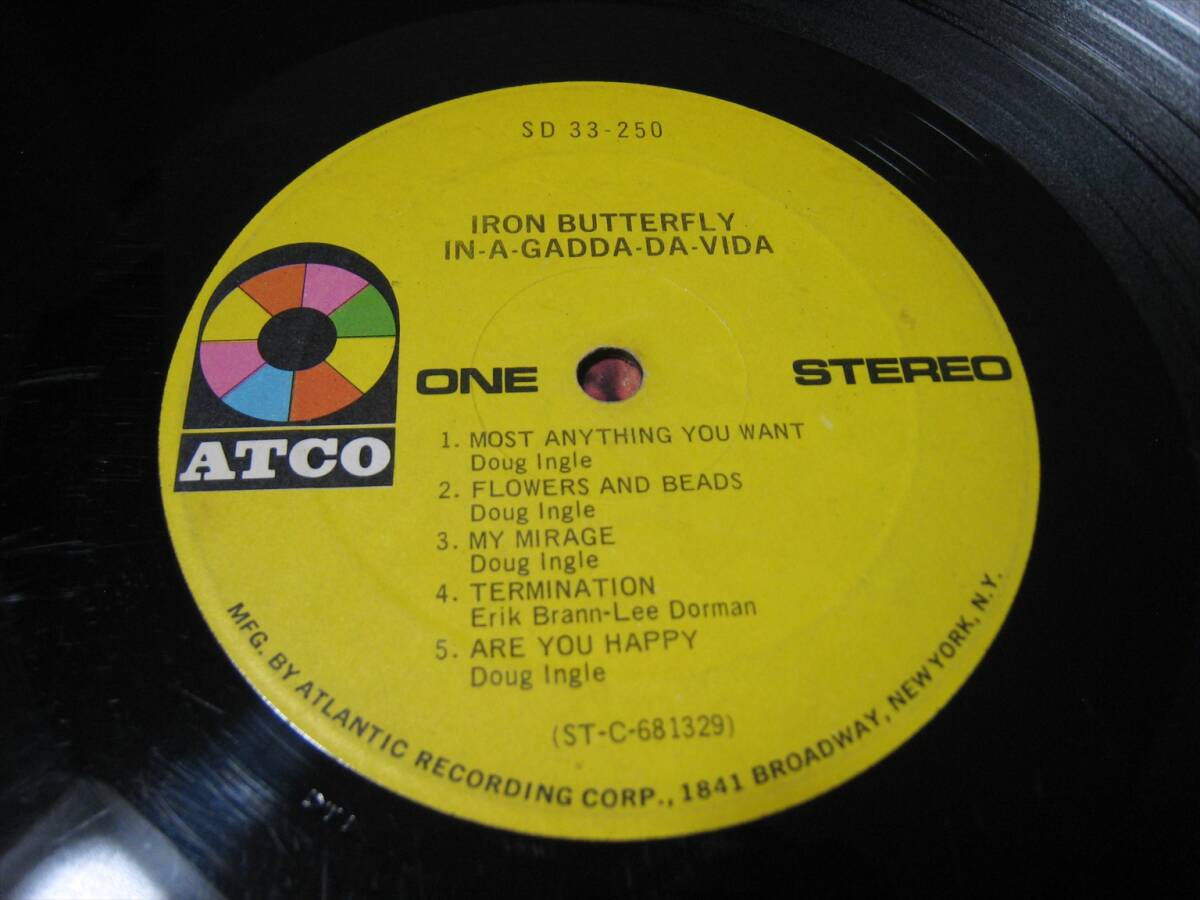 SD 33-250
IRON BUTTERFLY
IN-A-GADDA-DA-VIDA
ATCO
ONE
STEREO
1. MOST ANYTHING YOU WANT
Doug Ingle
2. FLOWERS AND BEADS
Doug Ingle
3. MY MIRAGE
Doug Ingle
4. TERMINATION
Erik Brann-Lee Dorman
5. ARE YOU HAPPY
Doug Ingle
(ST-C-681329)
MFG. BY ATLANTIC RECORDING CORP., 1841 BROADWAY, NEW YORK, N.Y.